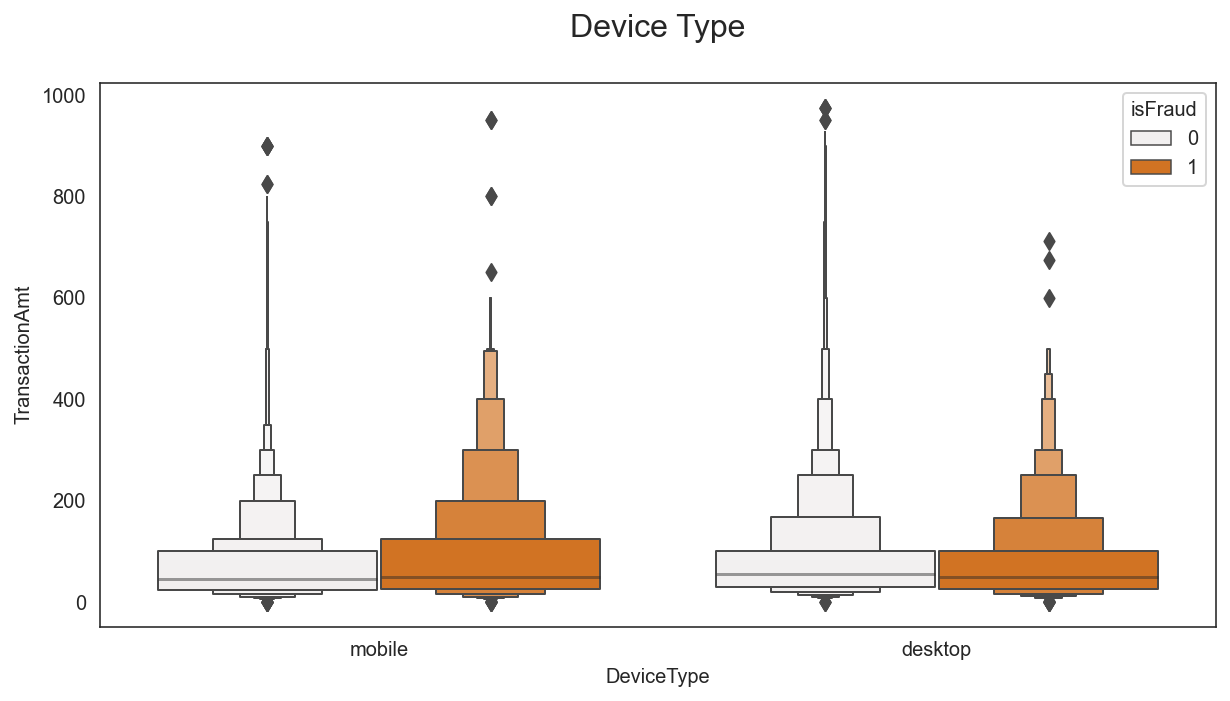 Device Type
1000
800
600
400
200
0
TransactionAmt
isFraud
0
1
mobile
desktop
DeviceType